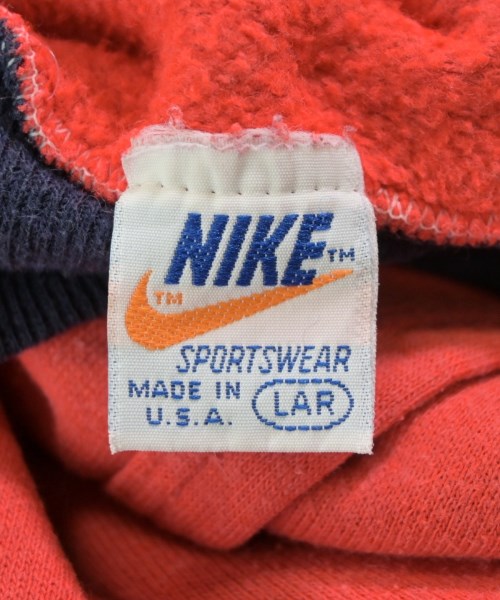 NIKE™
™
SPORTSWEAR
MADE IN
U.S.A.
LAR